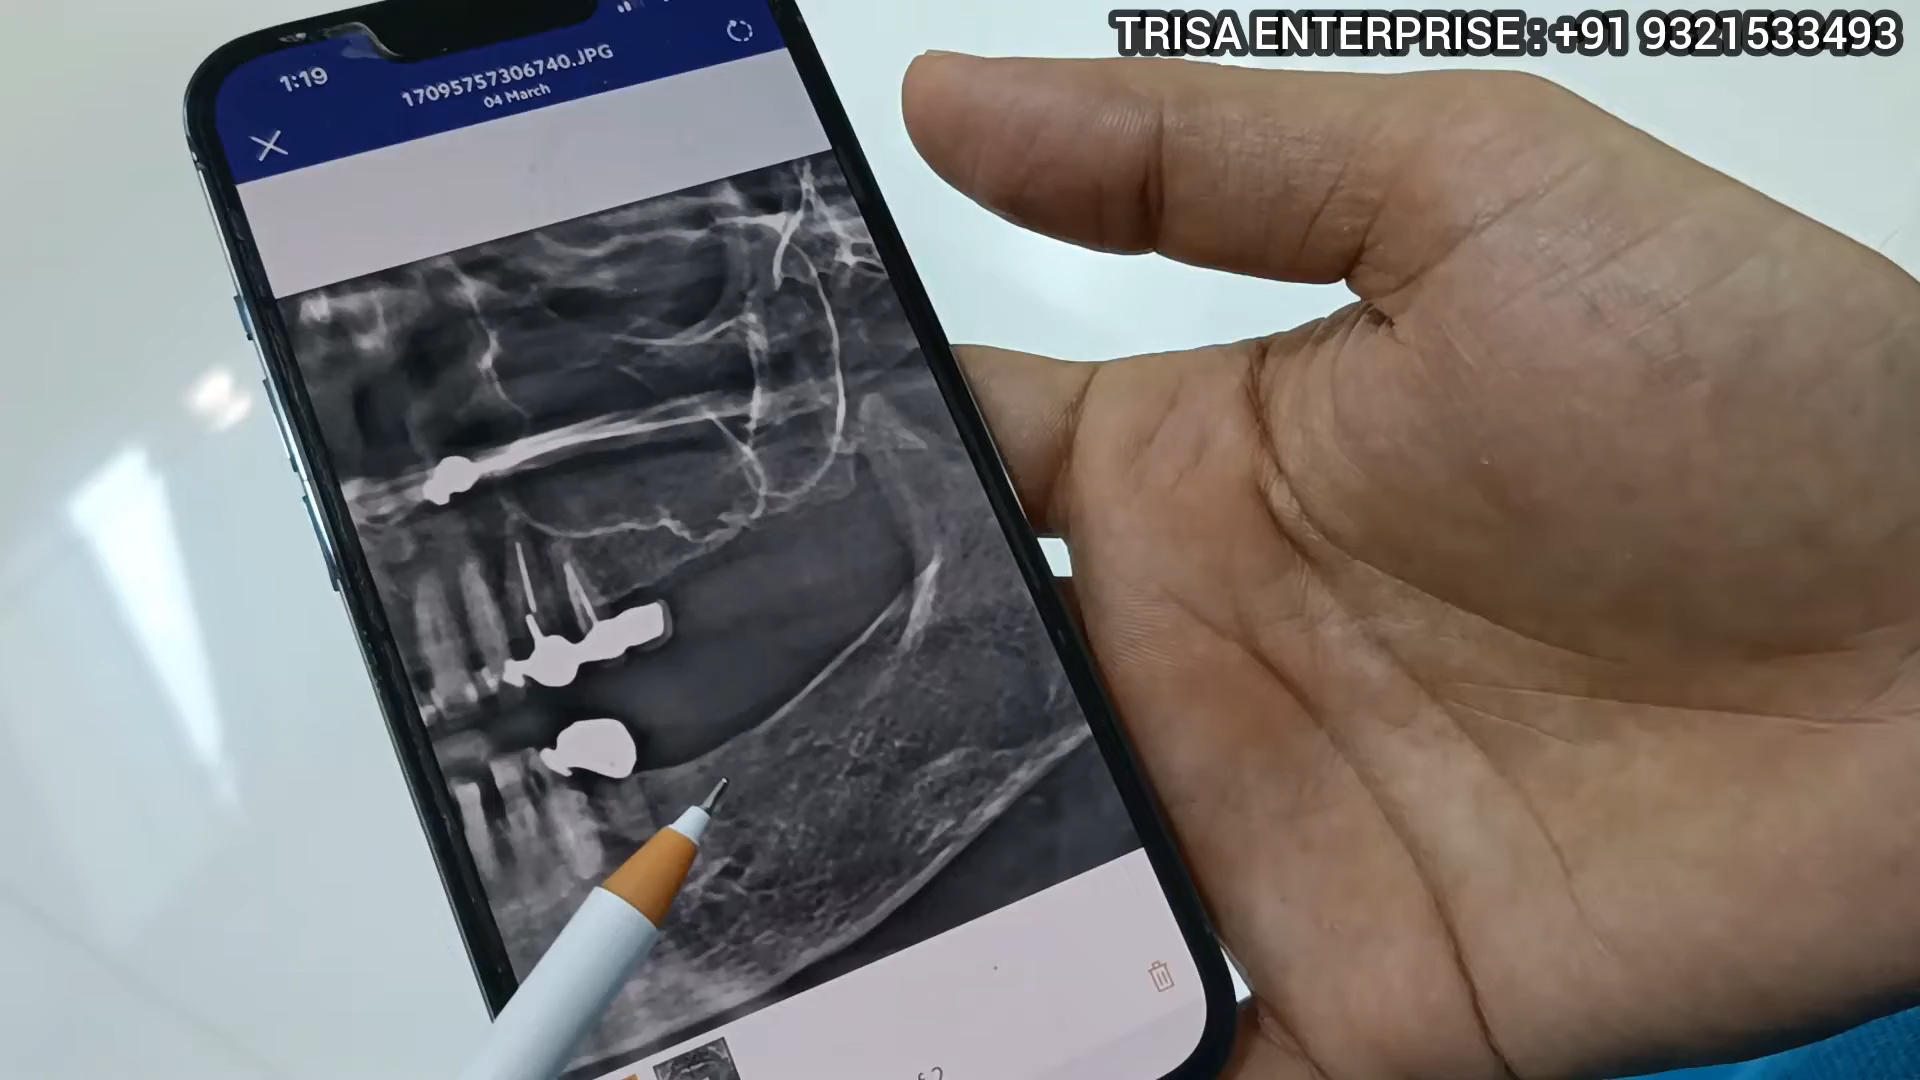 TRISA ENTERPRISE : +91 9321533493
1:19
17095757306740.JPG
04 March